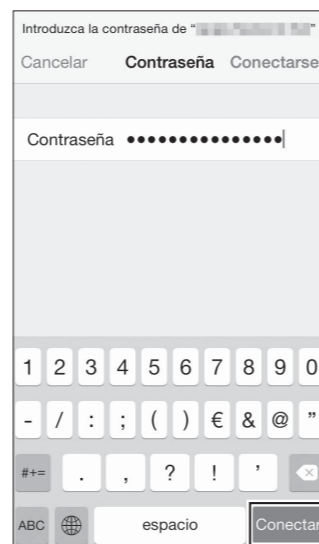 Introduzca la contraseña de “ ”
Cancelar Contraseña Conectarse
Contraseña ••••••••••••••••
1 2 3 4 5 6 7 8 9 0
- / : ; ( ) € & @ "
#+= . , ? ! ’
ABC espacio Conectar